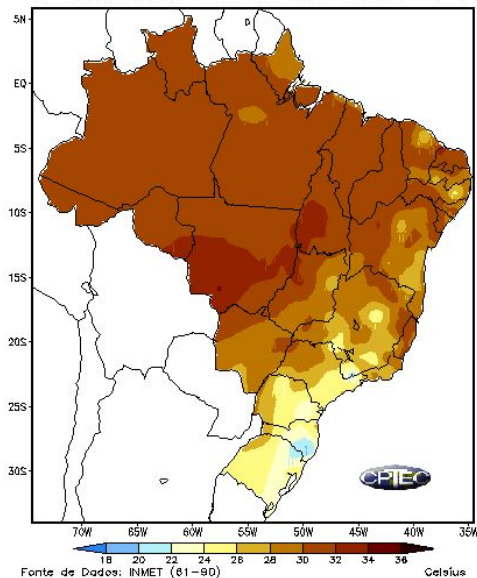 5N
EQ
5S
10S
15S
20S
25S
30S
70W 65W 60W 55W 50W 45W 40W 35W
CPTEC
18 20 22 24 26 28 30 32 34 36
Fonte de Dados: INMET (61-90) Celsius